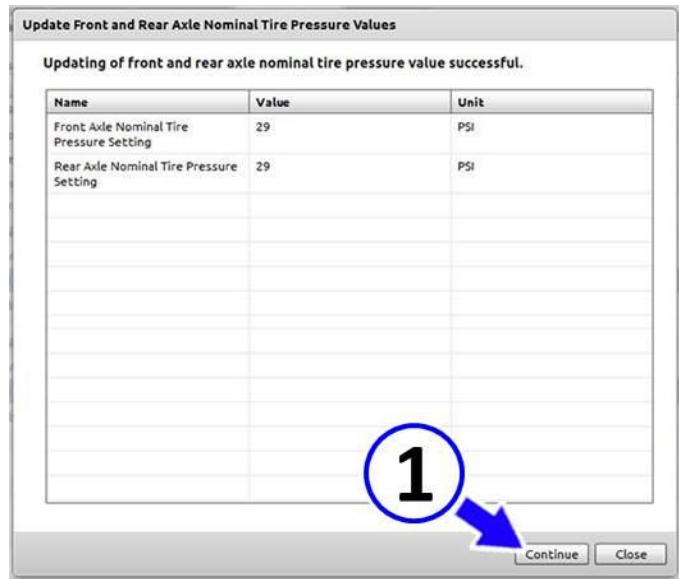 Update Front and Rear Axle Nominal Tire Pressure Values
Updating of front and rear axle nominal tire pressure value successful.
Name Value Unit
Front Axle Nominal Tire 29 PSI
Pressure Setting
Rear Axle Nominal Tire Pressure 29 PSI
Setting
1
Continue Close